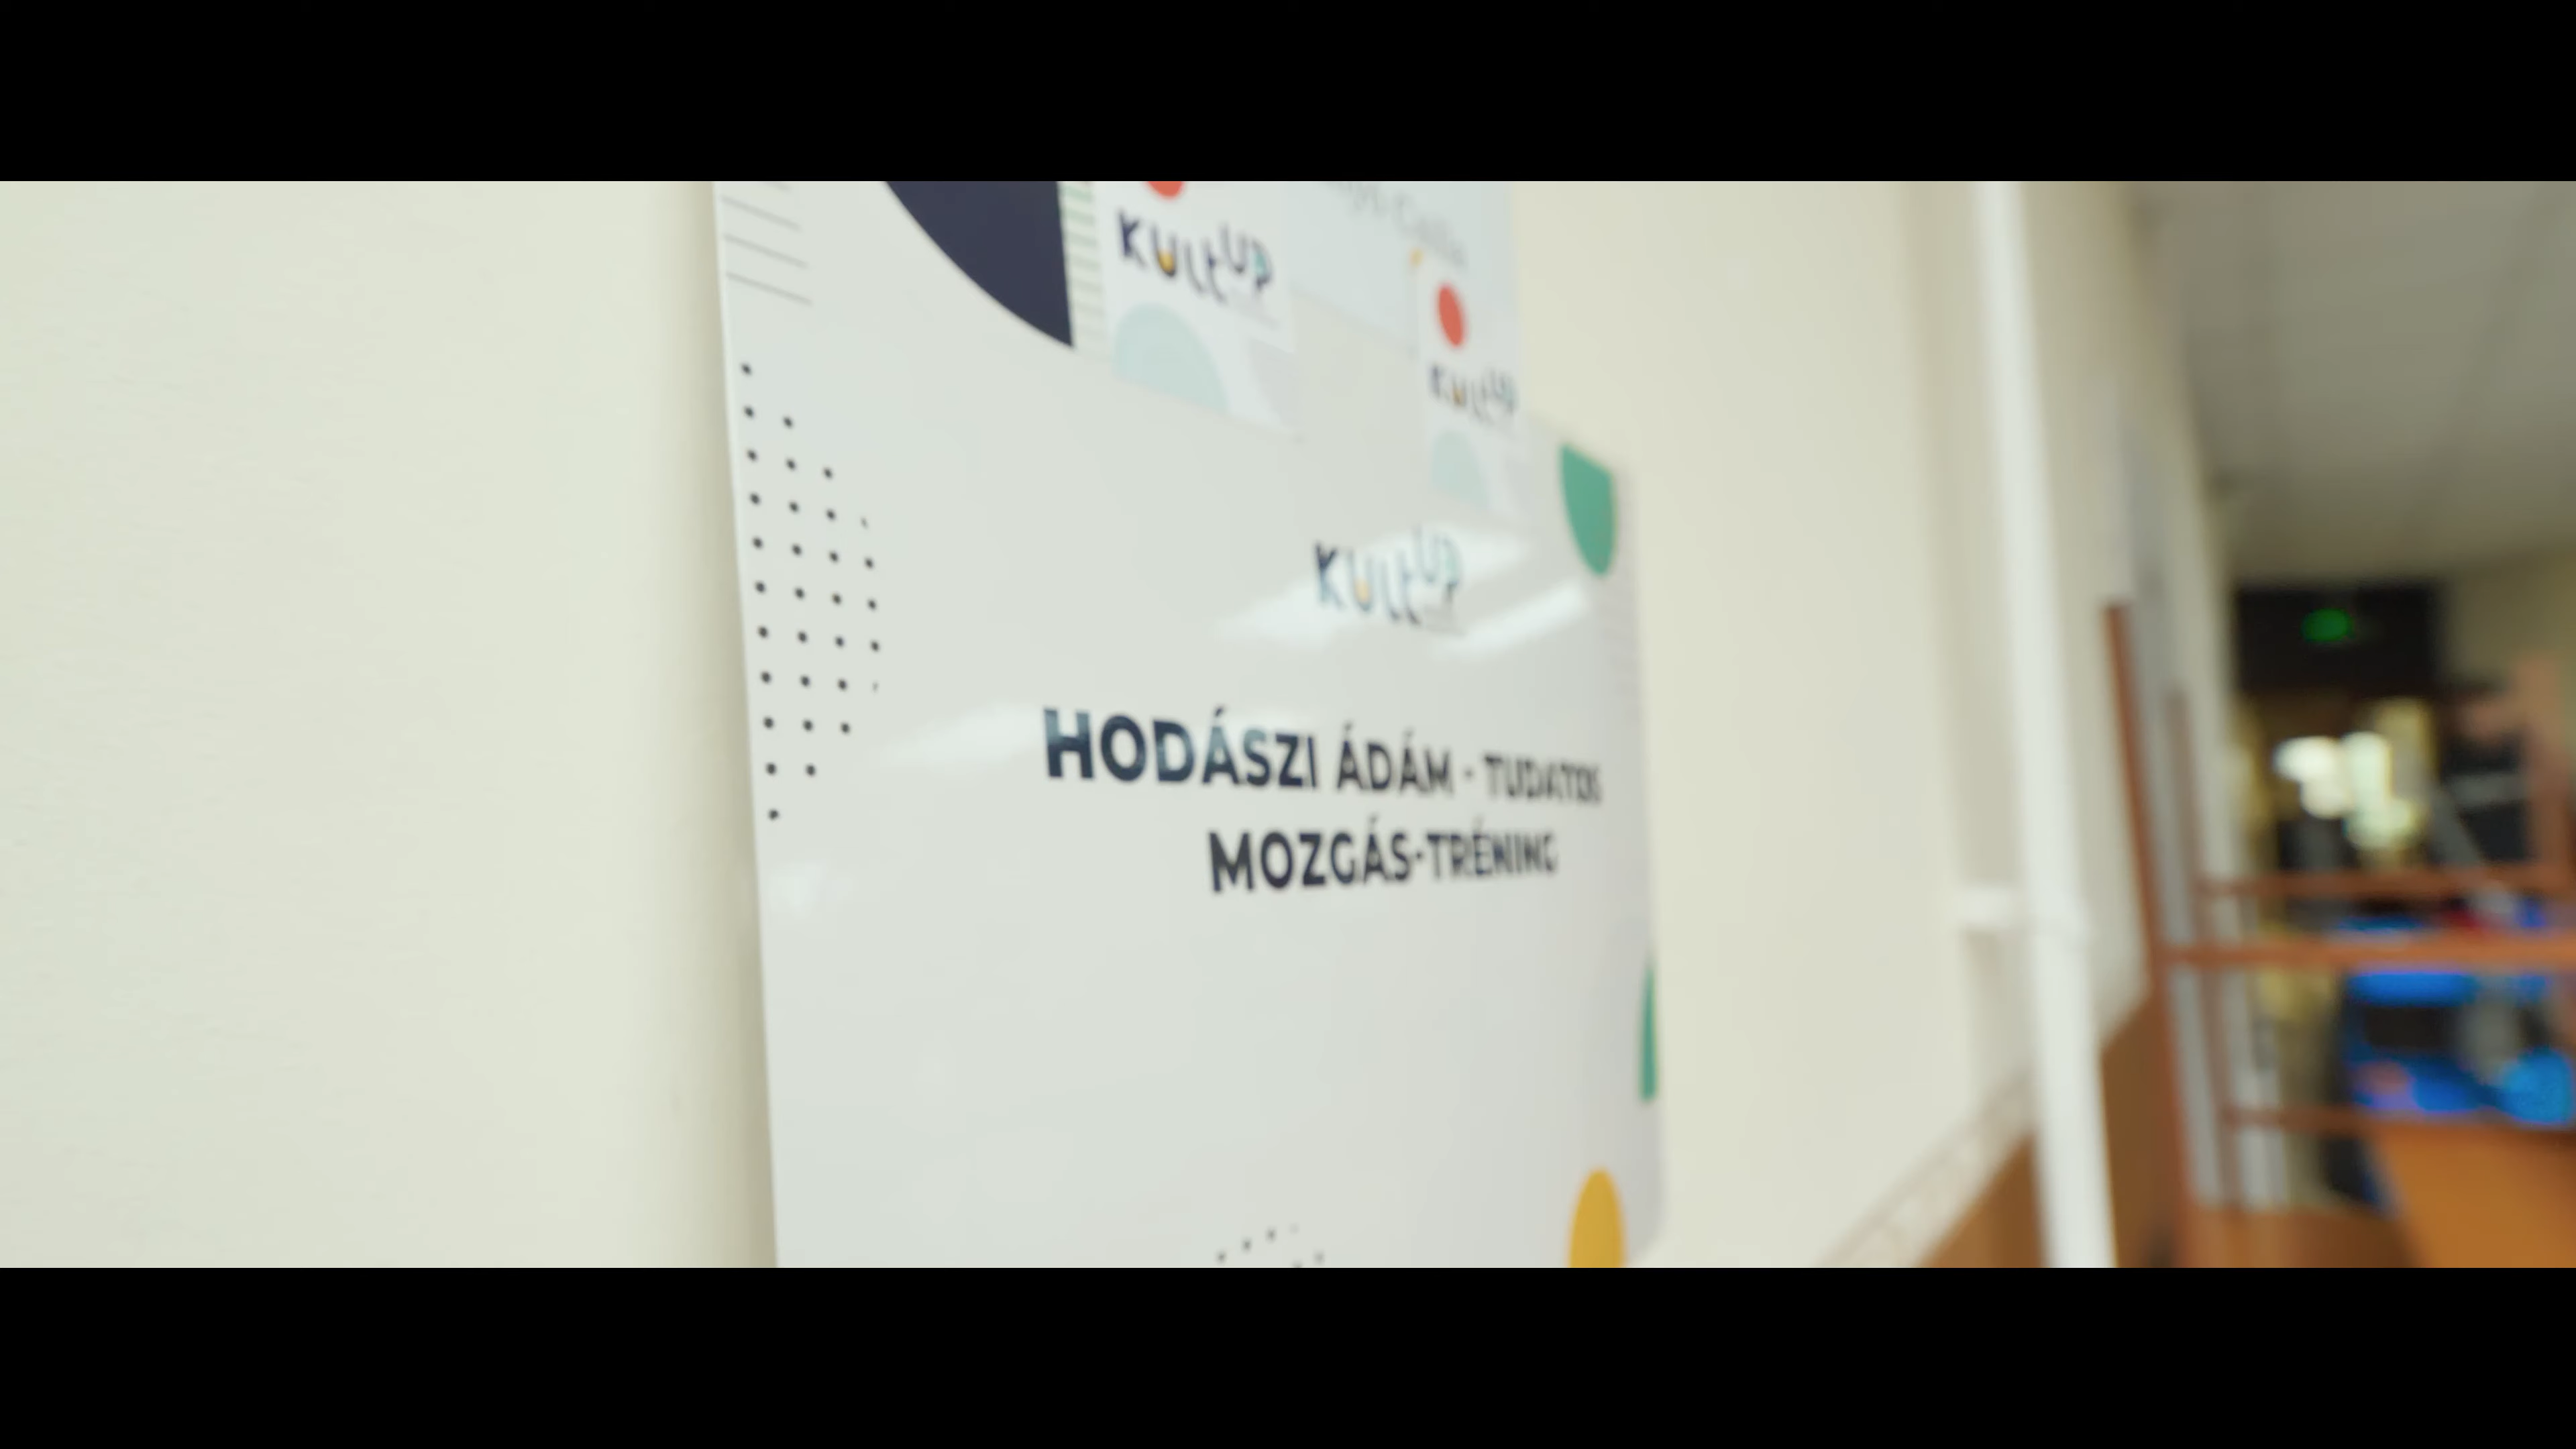 KULTUP
KULTUP
KULTUP
HODÁSZI ÁDÁM - TUDATOS
MOZGÁS-TRÉNING